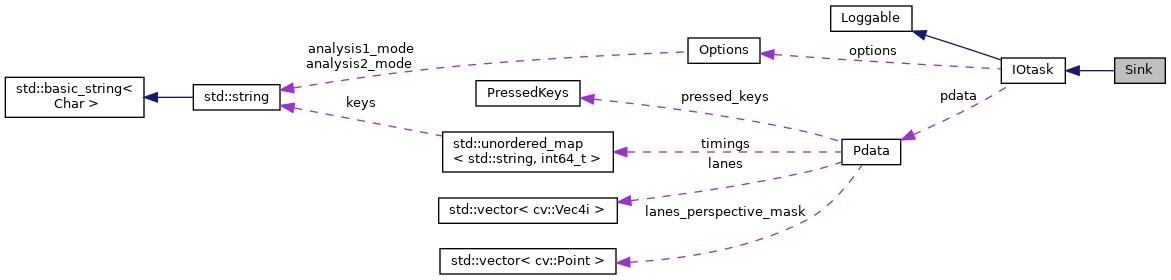 Loggable
analysis1_mode
analysis2_mode
Options
options
IOtask
Sink
std::basic_string<
Char >
std::string
keys
PressedKeys
pressed_keys
pdata
std::unordered_map
< std::string, int64_t >
timings
Pdata
lanes
std::vector< cv::Vec4i >
lanes_perspective_mask
std::vector< cv::Point >